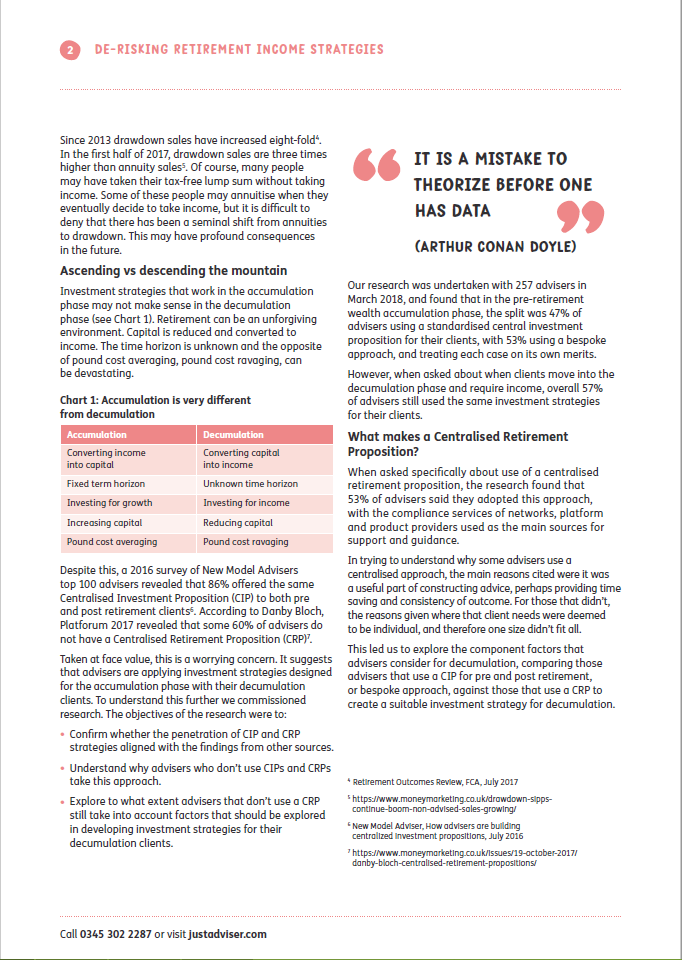 2 DE-RISKING RETIREMENT INCOME STRATEGIES
Since 2013 drawdown sales have increased eight-fold⁴.
In the first half of 2017, drawdown sales are three times
higher than annuity sales⁵. Of course, many people
may have taken their tax-free lump sum without taking
income. Some of these people may annuitise when they
eventually decide to take income, but it is difficult to
deny that there has been a seminal shift from annuities
to drawdown. This may have profound consequences
in the future.
Ascending vs descending the mountain
Investment strategies that work in the accumulation
phase may not make sense in the decumulation
phase (see Chart 1). Retirement can be an unforgiving
environment. Capital is reduced and converted to
income. The time horizon is unknown and the opposite
of pound cost averaging, pound cost ravaging, can
be devastating.
Chart 1: Accumulation is very different
from decumulation
Accumulation Decumulation
Converting income Converting capital
into capital into income
Fixed term horizon Unknown time horizon
Investing for growth Investing for income
Increasing capital Reducing capital
Pound cost averaging Pound cost ravaging
Despite this, a 2016 survey of New Model Advisers
top 100 advisers revealed that 86% offered the same
Centralised Investment Proposition (CIP) to both pre
and post retirement clients⁶. According to Danby Bloch,
Platforum 2017 revealed that some 60% of advisers do
not have a Centralised Retirement Proposition (CRP)⁷.
Taken at face value, this is a worrying concern. It suggests
that advisers are applying investment strategies designed
for the accumulation phase with their decumulation
clients. To understand this further we commissioned
research. The objectives of the research were to:
• Confirm whether the penetration of CIP and CRP
strategies aligned with the findings from other sources.
• Understand why advisers who don't use CIPs and CRPs
take this approach.
• Explore to what extent advisers that don't use a CRP
still take into account factors that should be explored
in developing investment strategies for their
decumulation clients.
“ IT IS A MISTAKE TO
THEORIZE BEFORE ONE
HAS DATA ”
(ARTHUR CONAN DOYLE)
Our research was undertaken with 257 advisers in
March 2018, and found that in the pre-retirement
wealth accumulation phase, the split was 47% of
advisers using a standardised central investment
proposition for their clients, with 53% using a bespoke
approach, and treating each case on its own merits.
However, when asked about when clients move into the
decumulation phase and require income, overall 57%
of advisers still used the same investment strategies
for their clients.
What makes a Centralised Retirement
Proposition?
When asked specifically about use of a centralised
retirement proposition, the research found that
53% of advisers said they adopted this approach,
with the compliance services of networks, platform
and product providers used as the main sources for
support and guidance.
In trying to understand why some advisers use a
centralised approach, the main reasons cited were it was
a useful part of constructing advice, perhaps providing time
saving and consistency of outcome. For those that didn't,
the reasons given where that client needs were deemed
to be individual, and therefore one size didn't fit all.
This led us to explore the component factors that
advisers consider for decumulation, comparing those
advisers that use a CIP for pre and post retirement,
or bespoke approach, against those that use a CRP to
create a suitable investment strategy for decumulation.
⁴ Retirement Outcomes Review, FCA, July 2017
⁵ https://www.moneymarketing.co.uk/drawdown-sipps-
continue-boom-non-advised-sales-growing/
⁶ New Model Adviser, How advisers are building
centralized investment propositions, July 2016
⁷ https://www.moneymarketing.co.uk/issues/19-october-2017/
danby-bloch-centralised-retirement-propositions/
Call 0345 302 2287 or visit justadviser.com